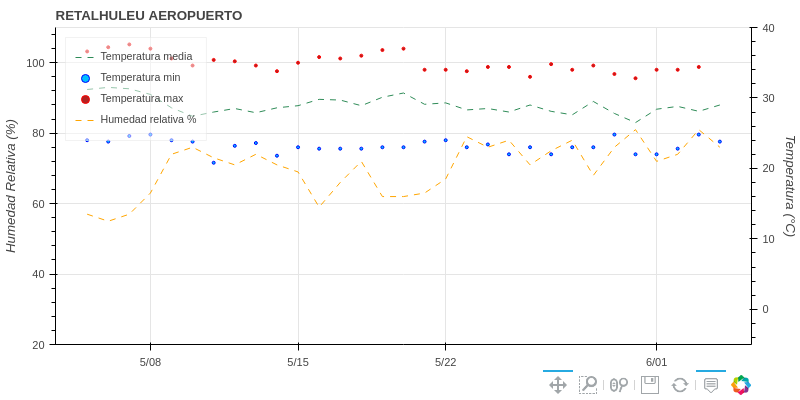 RETALHULEU AEROPUERTO
Temperatura media
Temperatura min
Temperatura max
Humedad relativa %
Humedad Relativa (%)
100
80
60
40
20
Temperatura (°C)
40
30
20
10
0
5/08
5/15
5/22
6/01